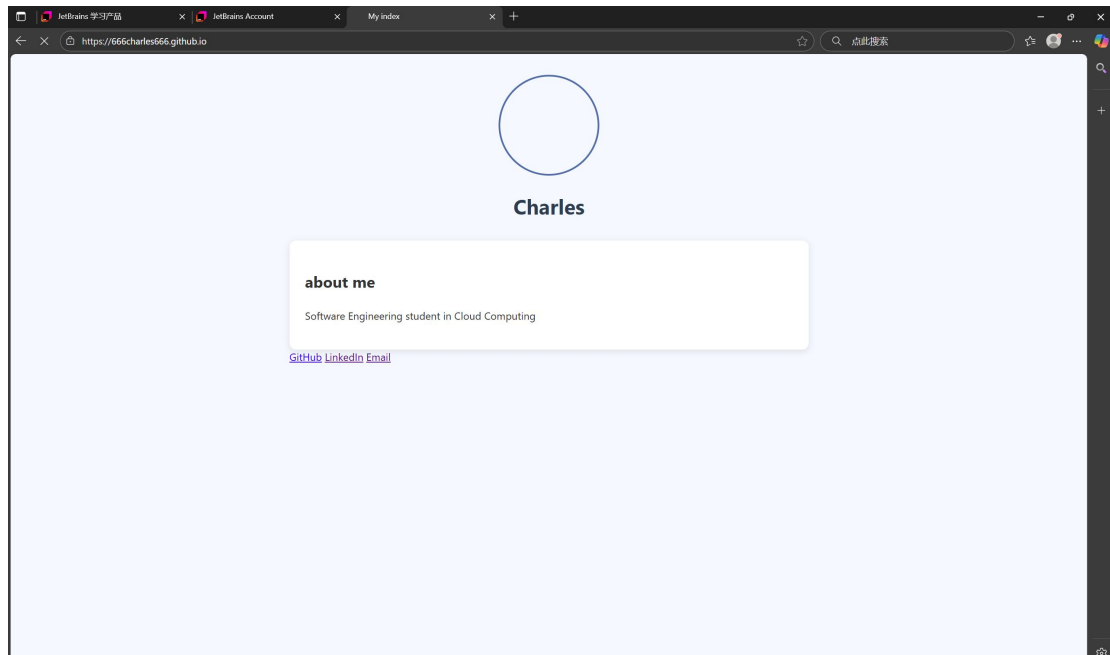 JetBrains 学习产品
JetBrains Account
My index
https://666charles666.github.io
点此搜索
Charles
about me
Software Engineering student in Cloud Computing
GitHub LinkedIn Email